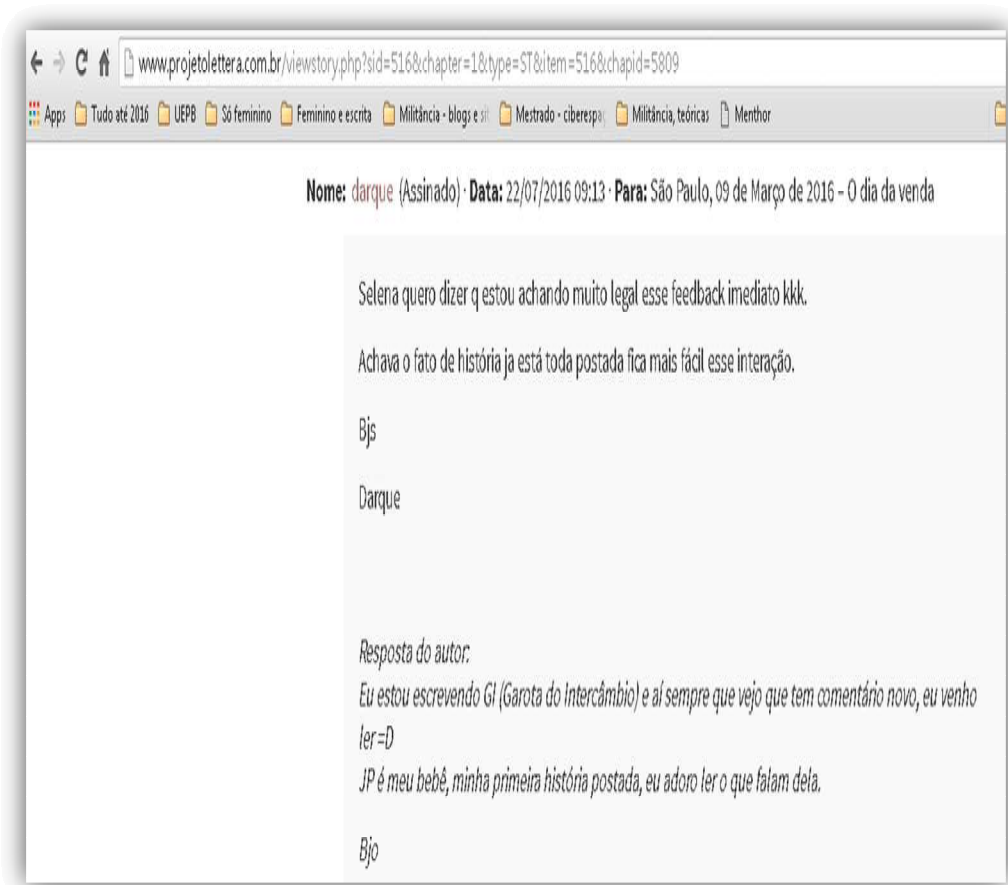 www.projetolettera.com.br/viewstory.php?sid=516&chapter=1&type=ST&item=516&chapid=5809
Apps Tudo até 2016 UEPB Só feminino Feminino e escrita Militância - blogs e si Mestrado - ciberespaç Militância, teóricas Menthor
Nome: darque (Assinado) · Data: 22/07/2016 09:13 · Para: São Paulo, 09 de Março de 2016 – O dia da venda
Selena quero dizer q estou achando muito legal esse feedback imediato kkk.
Achava o fato de história ja está toda postada fica mais fácil esse interação.
Bjs
Darque
Resposta do autor:
Eu estou escrevendo GI (Garota do Intercâmbio) e aí sempre que vejo que tem comentário novo, eu venho
ler =D
JP é meu bebê, minha primeira história postada, eu adoro ler o que falam dela.
Bjo